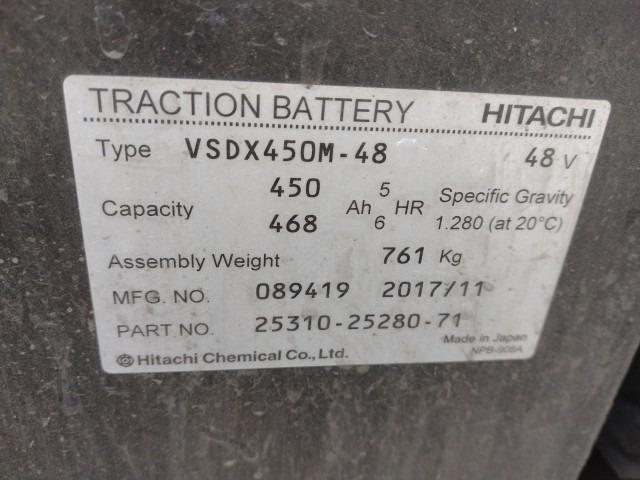 TRACTION BATTERY HITACHI
Type VSDX450M-48 48 V
450 5
Capacity Ah HR Specific Gravity
468 6 1.280 (at 20°C)
Assembly Weight 761 Kg
MFG. NO. 089419 2017/11
PART NO. 25310-25280-71 Made in Japan
Hitachi Chemical Co., Ltd. NPB-908A